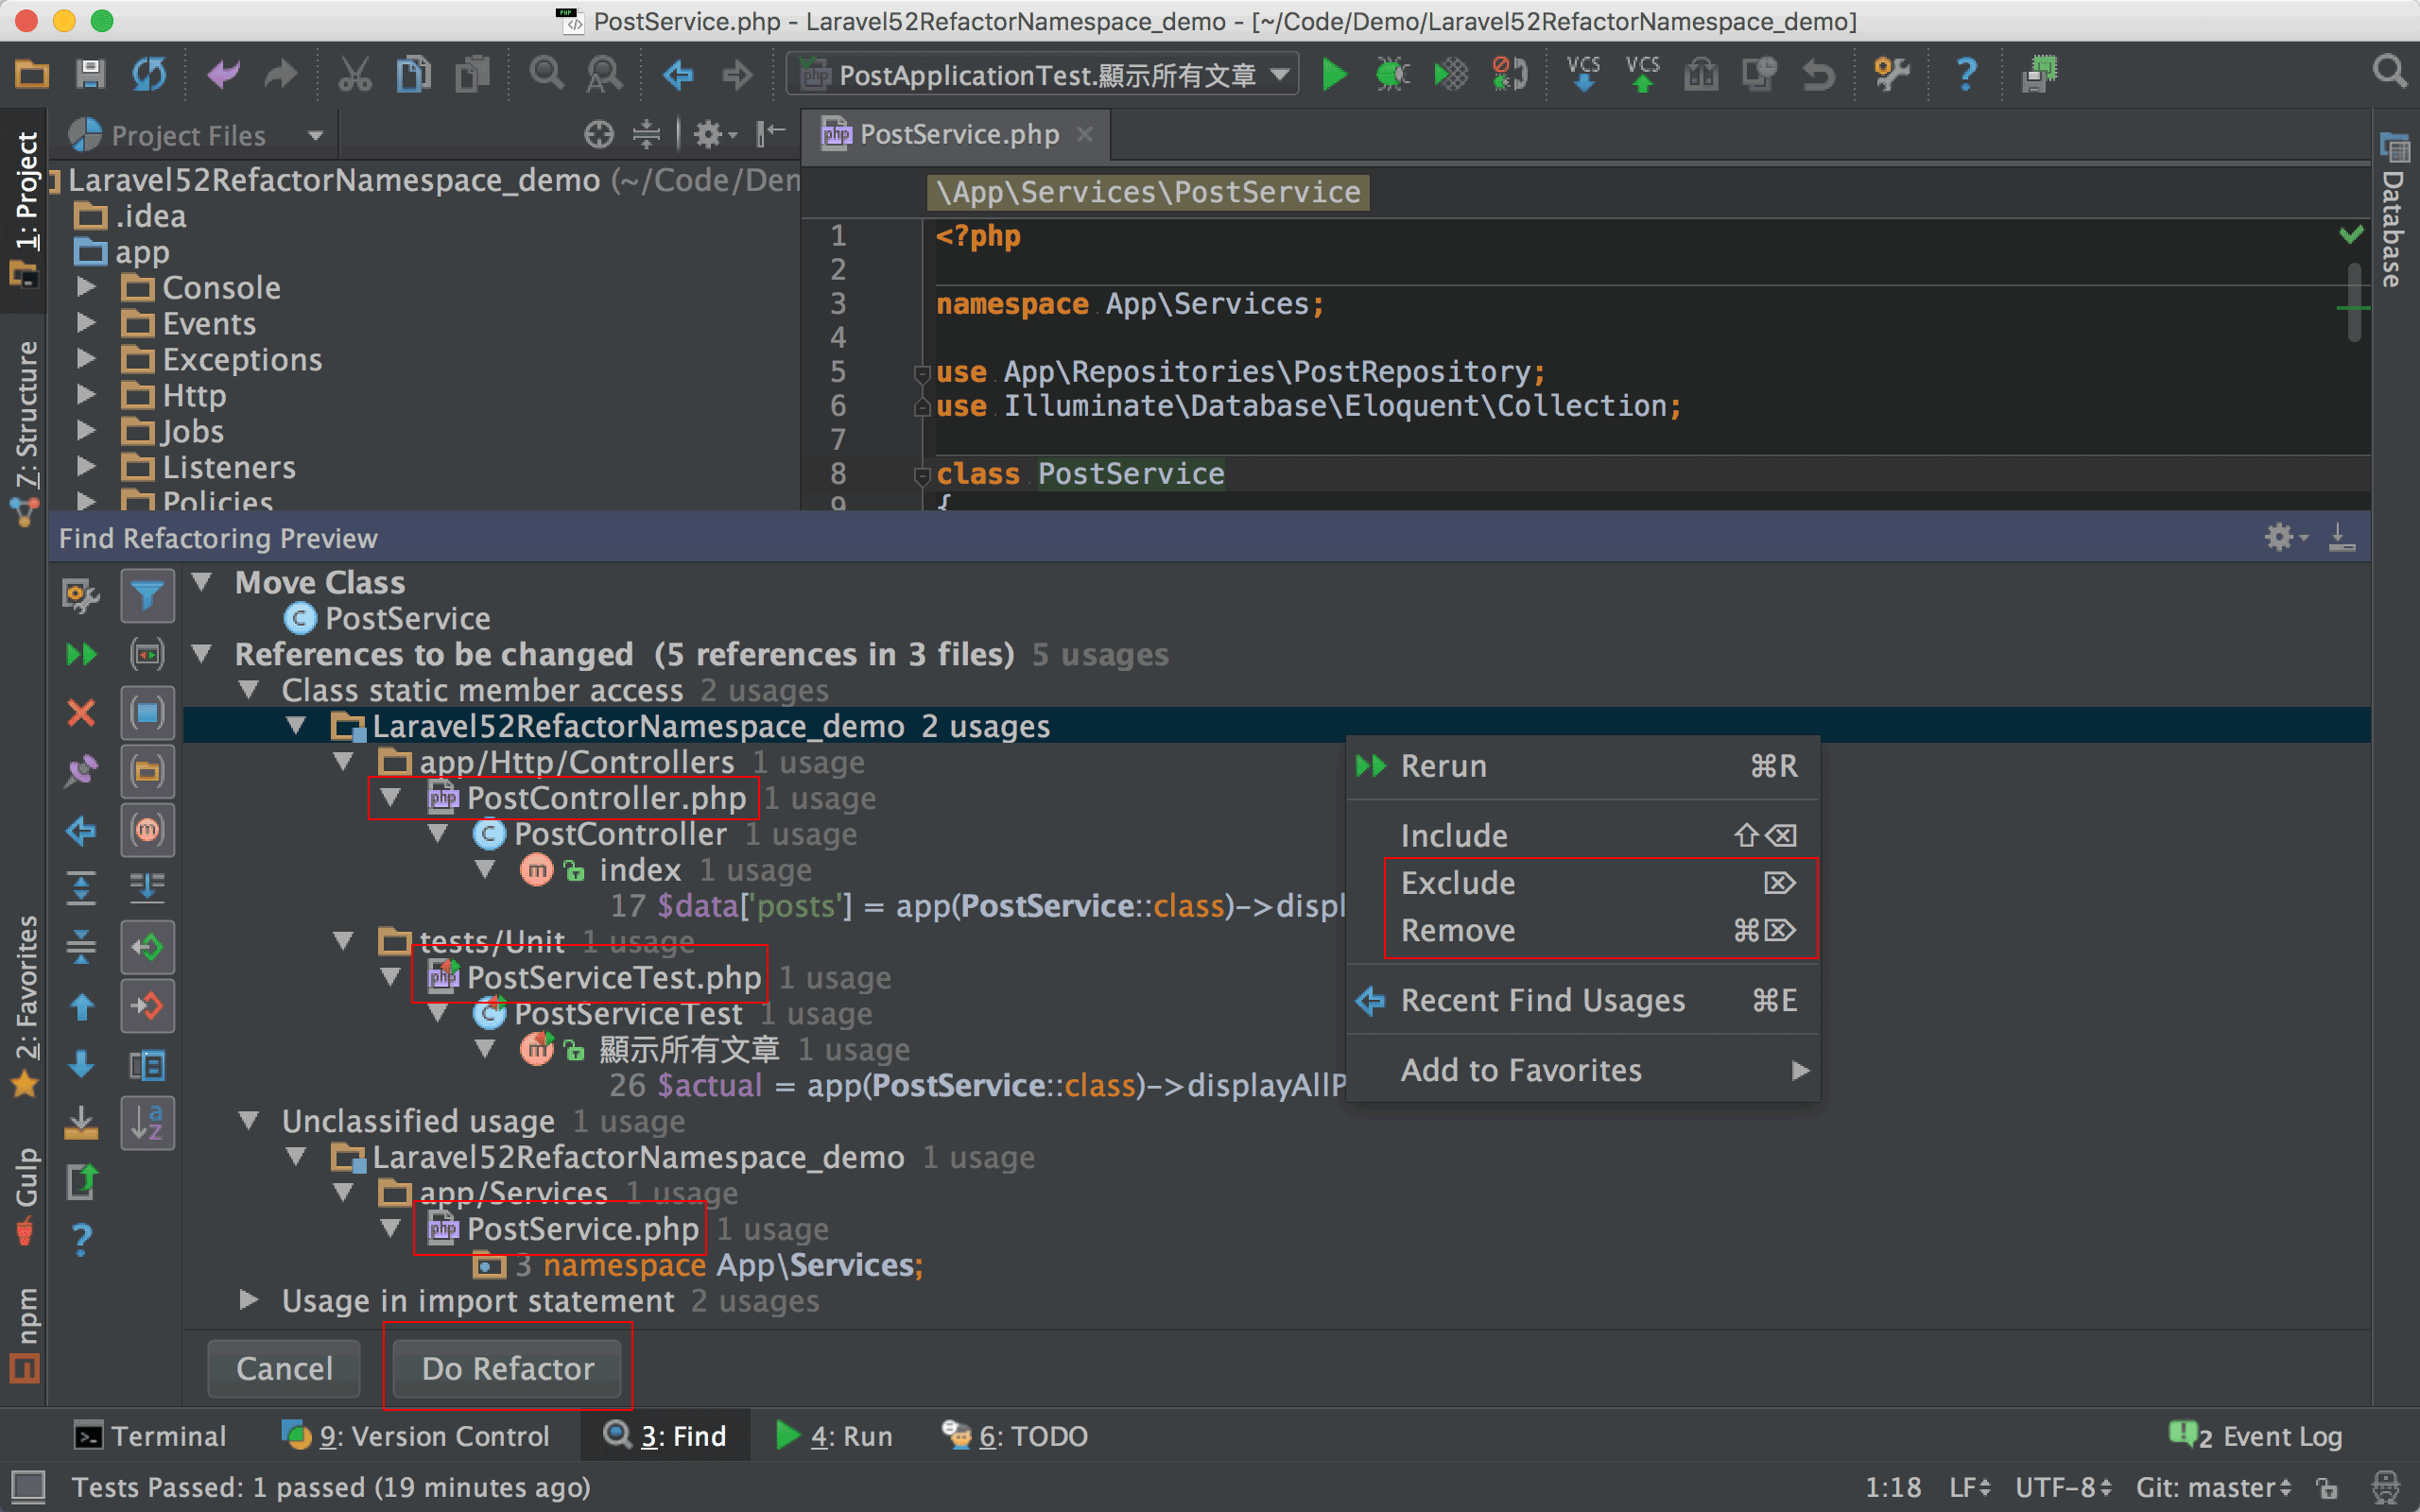 PostService.php - Laravel52RefactorNamespace_demo - [~/Code/Demo/Laravel52RefactorNamespace_demo]
PostApplicationTest.顯示所有文章
VCS
VCS
1: Project
7: Structure
2: Favorites
Gulp
npm
Project Files
Laravel52RefactorNamespace_demo (~/Code/Den
.idea
app
Console
Events
Exceptions
Http
Jobs
Listeners
Policies
PostService.php
\App\Services\PostService
1 <?php
2
3 namespace App\Services;
4
5 use App\Repositories\PostRepository;
6 use Illuminate\Database\Eloquent\Collection;
7
8 class PostService
9 {
Database
Find Refactoring Preview
Move Class
PostService
References to be changed (5 references in 3 files) 5 usages
Class static member access 2 usages
Laravel52RefactorNamespace_demo 2 usages
app/Http/Controllers 1 usage
PostController.php 1 usage
PostController 1 usage
index 1 usage
17 $data['posts'] = app(PostService::class)->displ
tests/Unit 1 usage
PostServiceTest.php 1 usage
PostServiceTest 1 usage
顯示所有文章 1 usage
26 $actual = app(PostService::class)->displayAllP
Unclassified usage 1 usage
Laravel52RefactorNamespace_demo 1 usage
app/Services 1 usage
PostService.php 1 usage
3 namespace App\Services;
Usage in import statement 2 usages
Rerun ⌘R
Include ⇧⌫
Exclude ⌦
Remove ⌘⌦
Recent Find Usages ⌘E
Add to Favorites
Cancel
Do Refactor
Terminal
9: Version Control
3: Find
4: Run
6: TODO
2 Event Log
Tests Passed: 1 passed (19 minutes ago)
1:18 LF UTF-8 Git: master